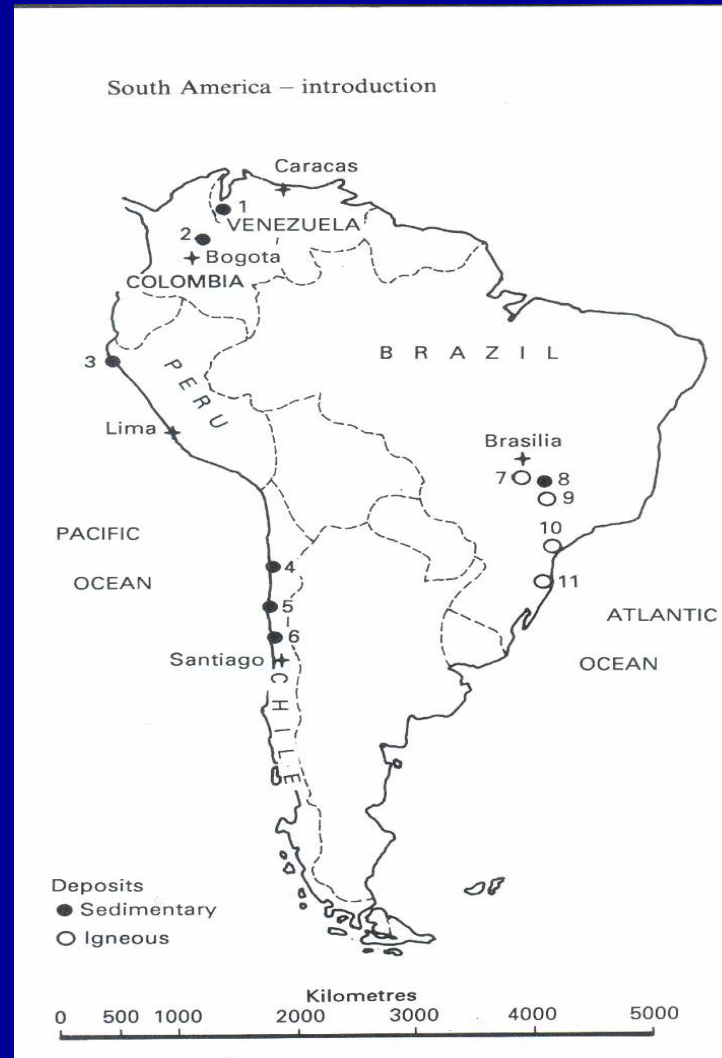 South America – introduction
Caracas
1
VENEZUELA
2
Bogota
COLOMBIA
BRAZIL
3
PERU
Lima
Brasilia
7
8
9
PACIFIC
OCEAN
10
4
11
5
ATLANTIC
OCEAN
6
Santiago
CHILE
Deposits
Sedimentary
Igneous
Kilometres
0 500 1000 2000 3000 4000 5000